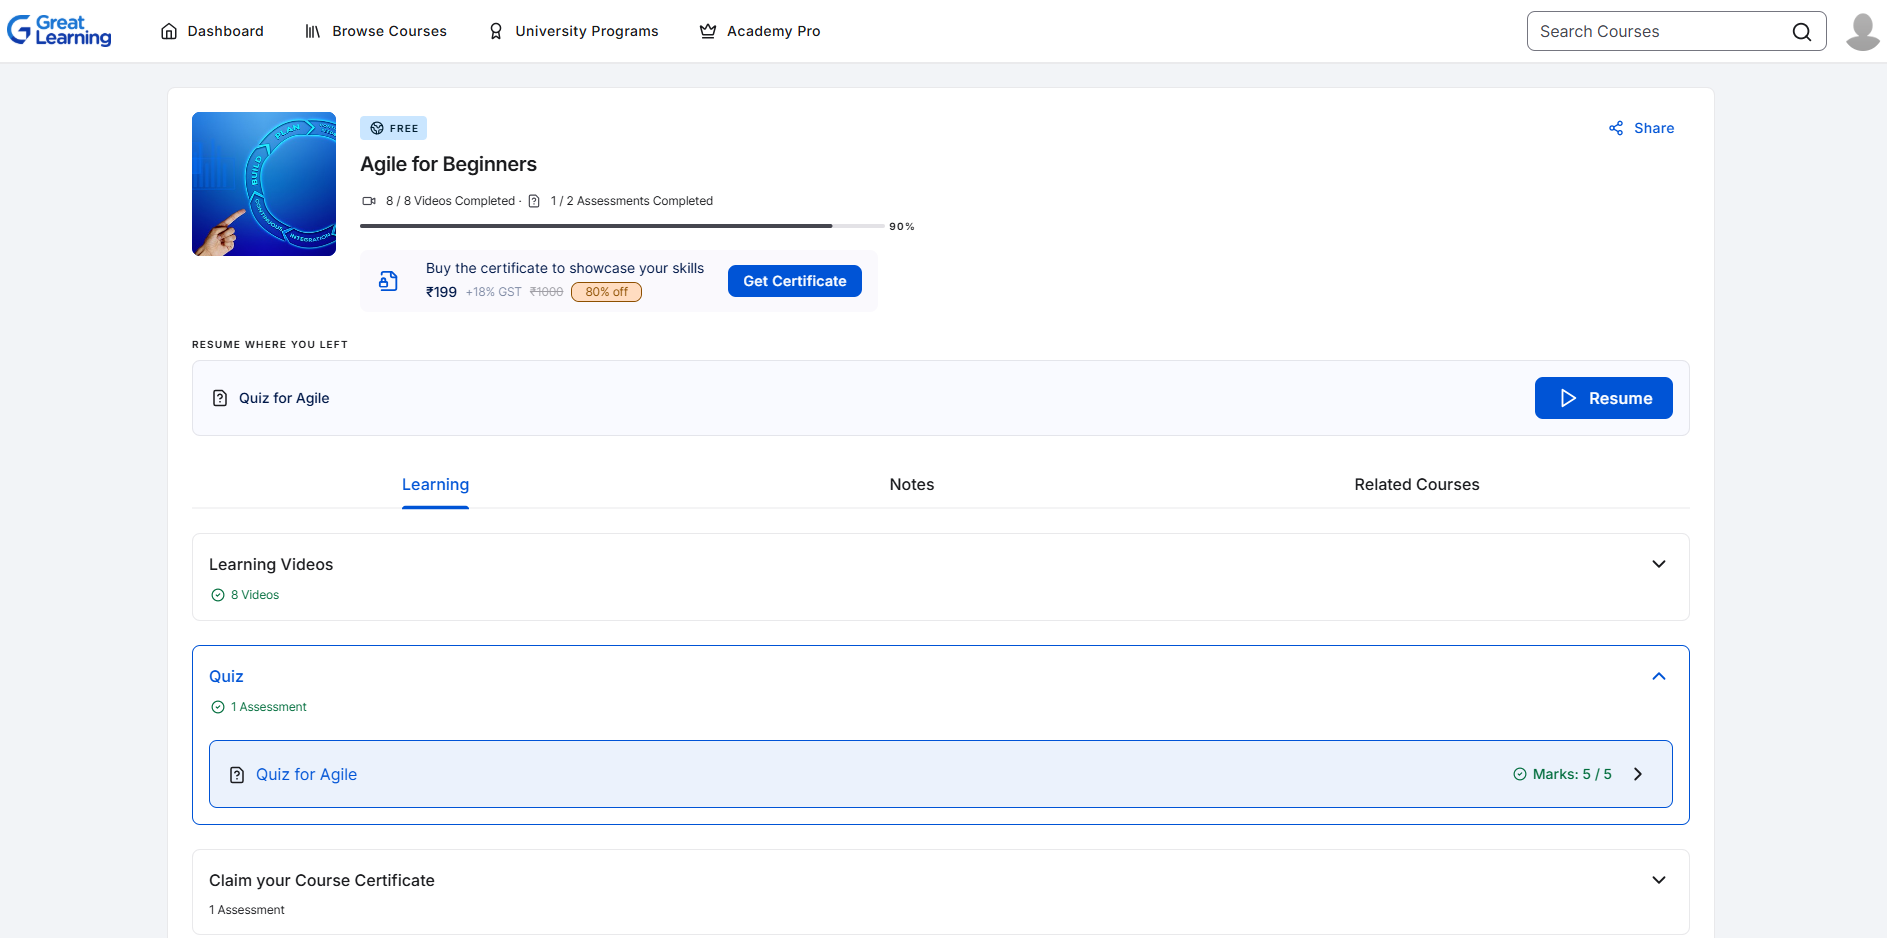 Great Learning
Dashboard
Browse Courses
University Programs
Academy Pro
Search Courses
PLAN
BUILD
CONTINUOUS
INTEGRATION
FREE
Share
Agile for Beginners
8 / 8 Videos Completed · 1 / 2 Assessments Completed
90%
Buy the certificate to showcase your skills
₹199 +18% GST ₹1000 80% off
Get Certificate
RESUME WHERE YOU LEFT
Quiz for Agile
Resume
Learning
Notes
Related Courses
Learning Videos
8 Videos
Quiz
1 Assessment
Quiz for Agile
Marks: 5 / 5
Claim your Course Certificate
1 Assessment